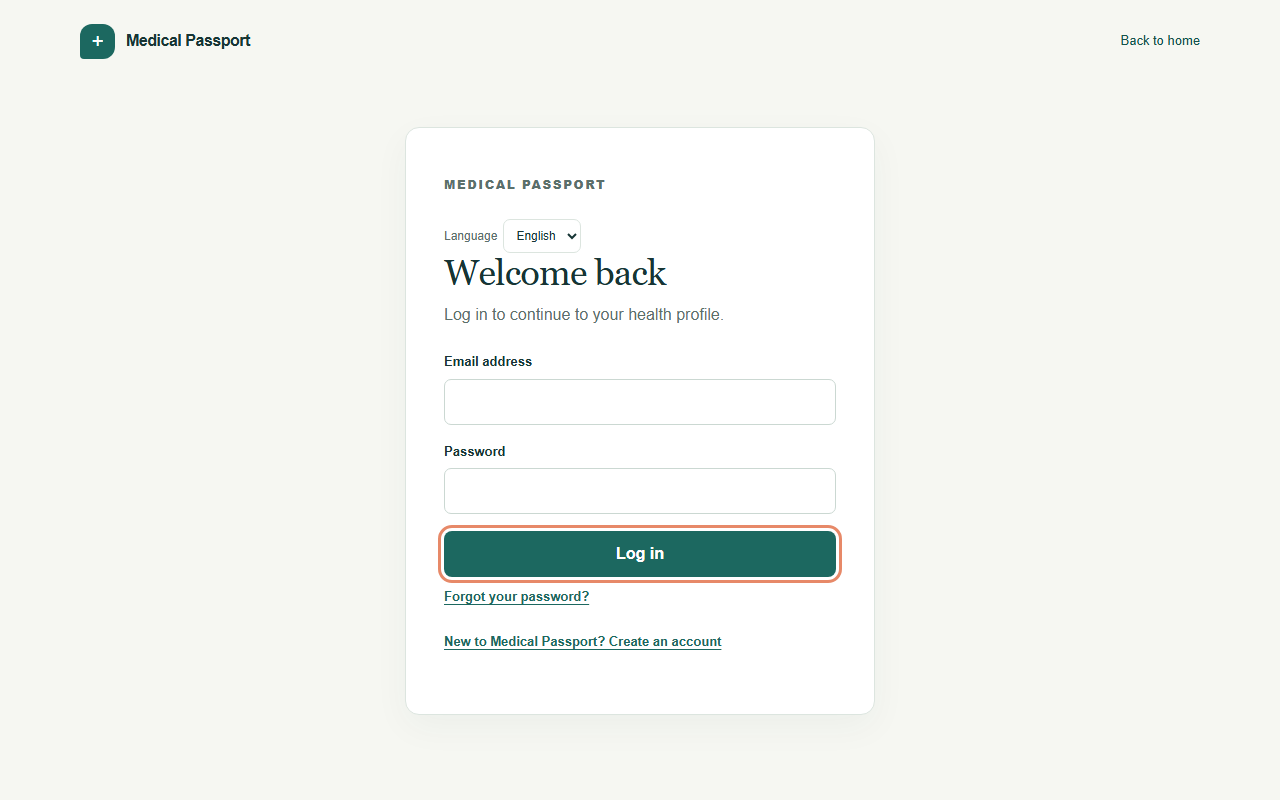 + Medical Passport
Back to home
MEDICAL PASSPORT
Language English
Welcome back
Log in to continue to your health profile.
Email address
Password
Log in
Forgot your password?
New to Medical Passport? Create an account